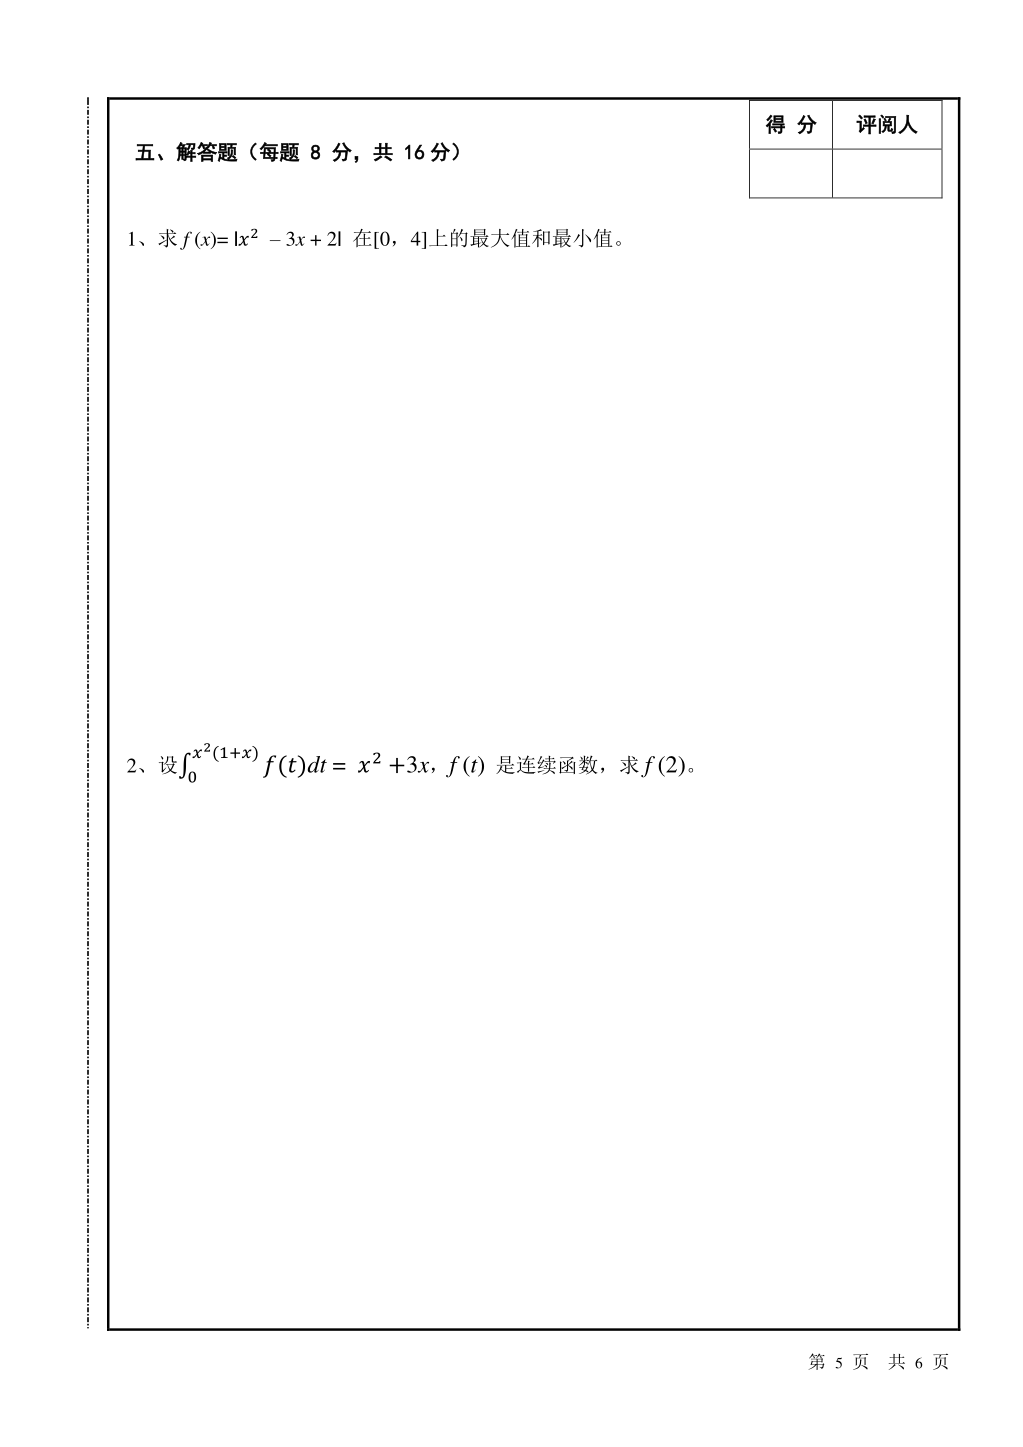 得 分 评阅人
五、解答题（每题 8 分，共 16分）
1、求 f (x)= |x² – 3x + 2| 在[0，4]上的最大值和最小值。
2、设∫₀^{x²(1+x)} f(t)dt = x² +3x，f (t) 是连续函数，求 f (2)。
第 5 页 共 6 页